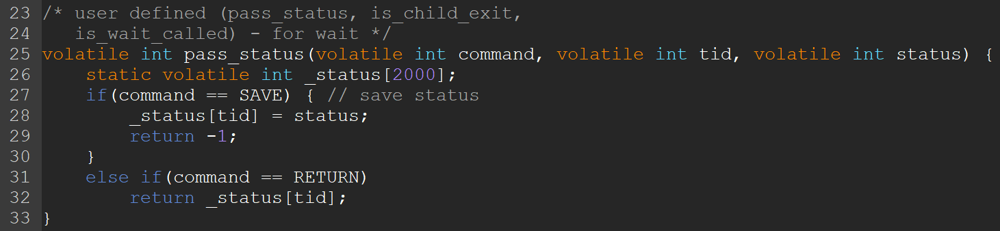 23 /* user defined (pass_status, is_child_exit,
24    is_wait_called) - for wait */
25 volatile int pass_status(volatile int command, volatile int tid, volatile int status) {
26     static volatile int _status[2000];
27     if(command == SAVE) { // save status
28         _status[tid] = status;
29         return -1;
30     }
31     else if(command == RETURN)
32         return _status[tid];
33 }